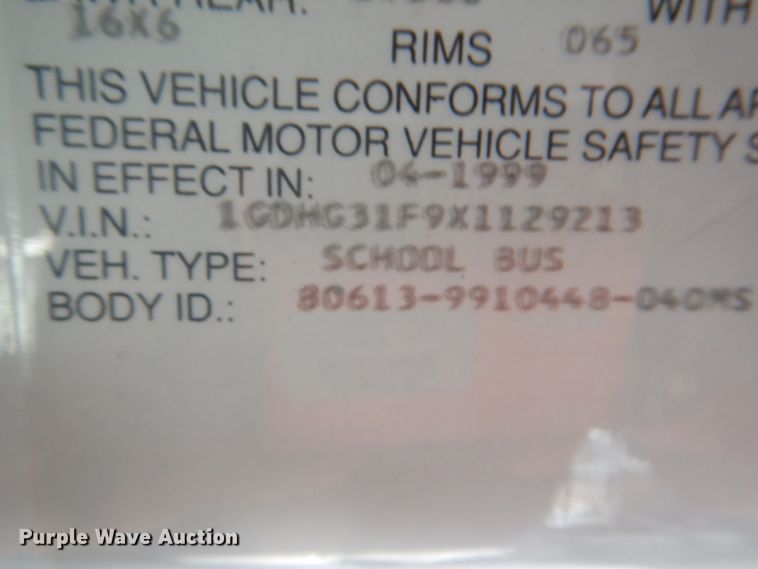 WITH
16X6
RIMS 065
THIS VEHICLE CONFORMS TO ALL
FEDERAL MOTOR VEHICLE SAFETY
IN EFFECT IN: 04-1999
V.I.N.: 1GDHG31F9X1129213
VEH. TYPE: SCHOOL BUS
BODY ID.: 80613-9910448-040MS
Purple Wave Auction